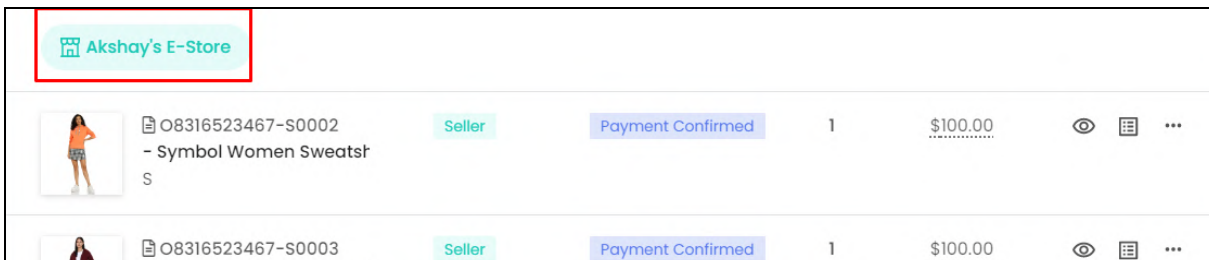 Akshay's E-Store
O8316523467-S0002 Seller Payment Confirmed 1 $100.00
- Symbol Women Sweatsh
S
O8316523467-S0003 Seller Payment Confirmed 1 $100.00